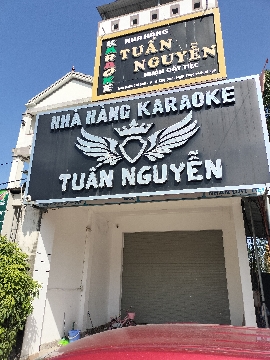 KARAOKE
NHÀ HÀNG
TUẤN NGUYỄN
NHẬN ĐẶT TIỆC
NHÀ HÀNG KARAOKE
TUẤN NGUYỄN